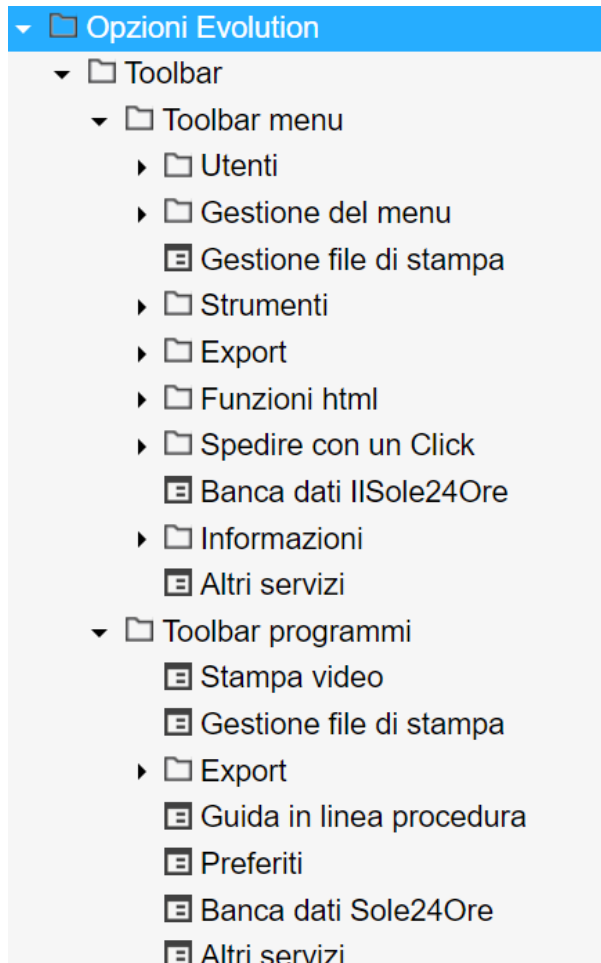 Opzioni Evolution
Toolbar
Toolbar menu
Utenti
Gestione del menu
Gestione file di stampa
Strumenti
Export
Funzioni html
Spedire con un Click
Banca dati IlSole24Ore
Informazioni
Altri servizi
Toolbar programmi
Stampa video
Gestione file di stampa
Export
Guida in linea procedura
Preferiti
Banca dati Sole24Ore
Altri servizi